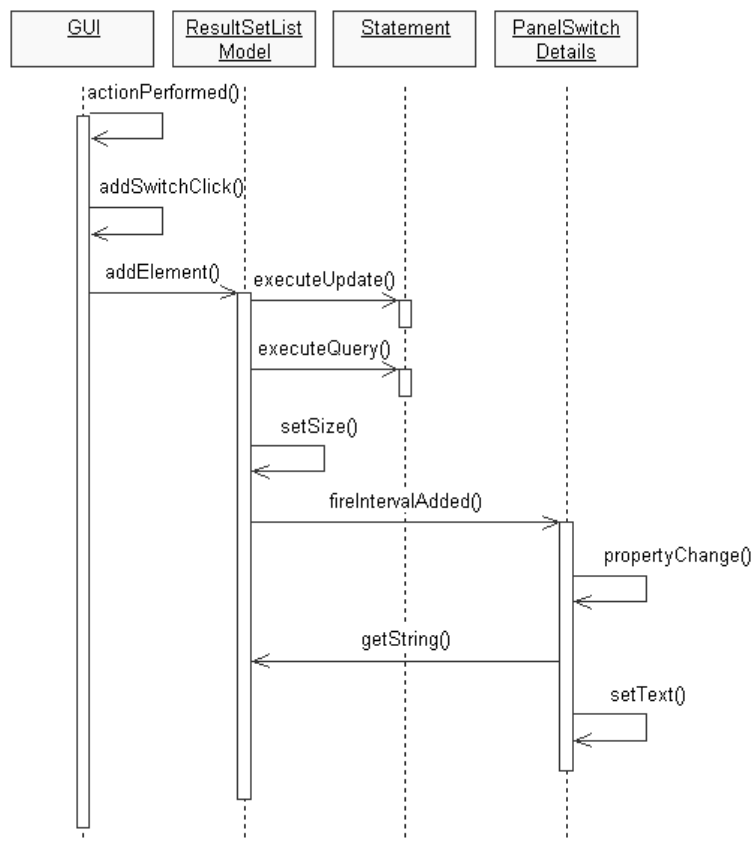 GUI
ResultSetList
Model
Statement
PanelSwitch
Details
actionPerformed()
addSwitchClick()
addElement()
executeUpdate()
executeQuery()
setSize()
fireIntervalAdded()
propertyChange()
getString()
setText()